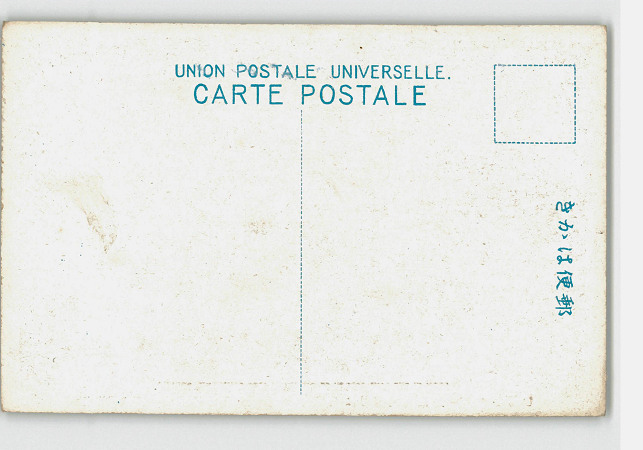 UNION POSTALE UNIVERSELLE.
CARTE POSTALE
郵便はかき